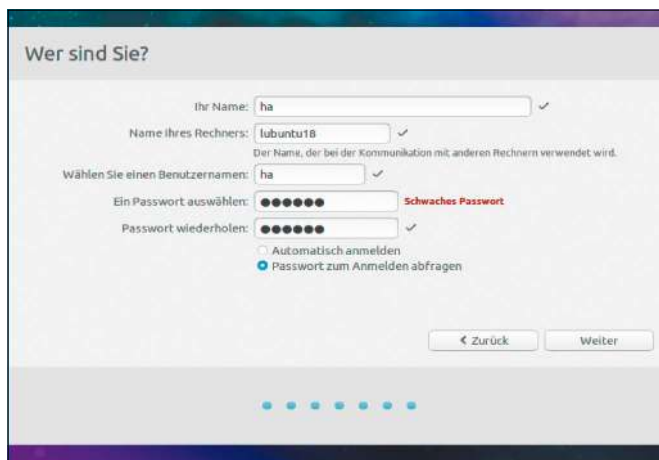 Wer sind Sie?
Ihr Name: ha
Name Ihres Rechners: lubuntu18
Der Name, der bei der Kommunikation mit anderen Rechnern verwendet wird.
Wählen Sie einen Benutzernamen: ha
Ein Passwort auswählen: ●●●●●● Schwaches Passwort
Passwort wiederholen: ●●●●●●
Automatisch anmelden
Passwort zum Anmelden abfragen
Zurück Weiter